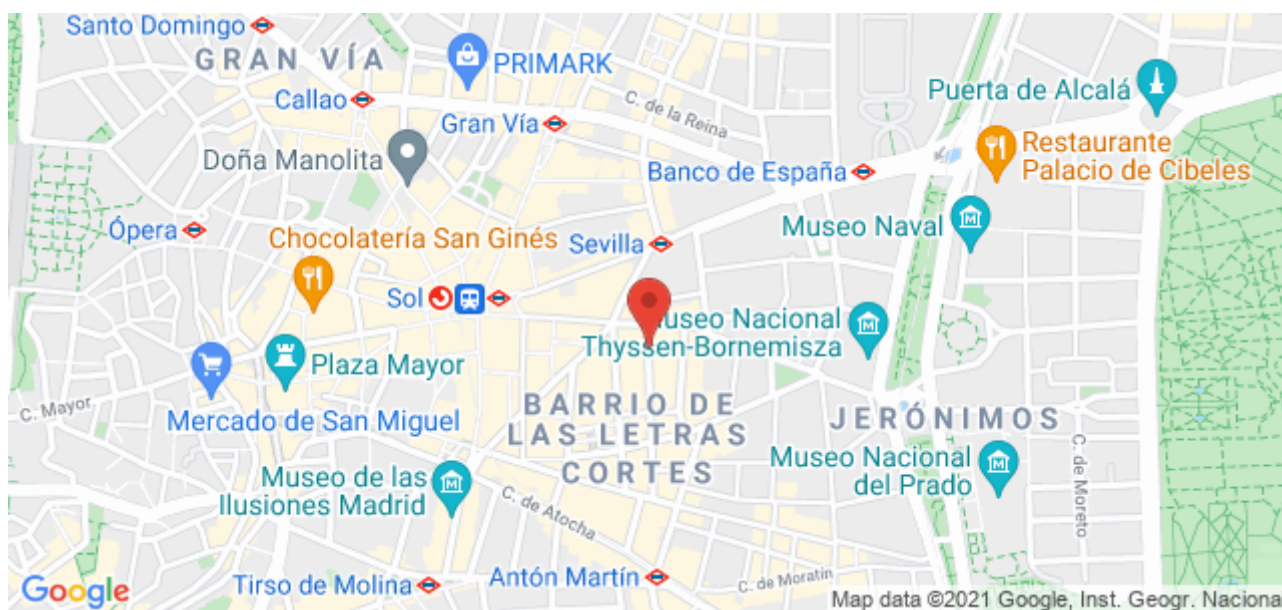 Santo Domingo
GRAN VÍA
PRIMARK
Callao
C. de la Reina
Gran Vía
Puerta de Alcalá
Doña Manolita
Restaurante
Palacio de Cibeles
Banco de España
Ópera
Museo Naval
Chocolatería San Ginés
Sevilla
Sol
Museo Nacional
Thyssen-Bornemisza
Plaza Mayor
C. Mayor
Mercado de San Miguel
BARRIO DE
LAS LETRAS
CORTES
JERÓNIMOS
Museo de las
Ilusiones Madrid
Museo Nacional
del Prado
C. de Moreto
C. de Atocha
Google
Tirso de Molina
Antón Martín
C. de Moratín
Map data ©2021 Google, Inst. Geogr. Naciona